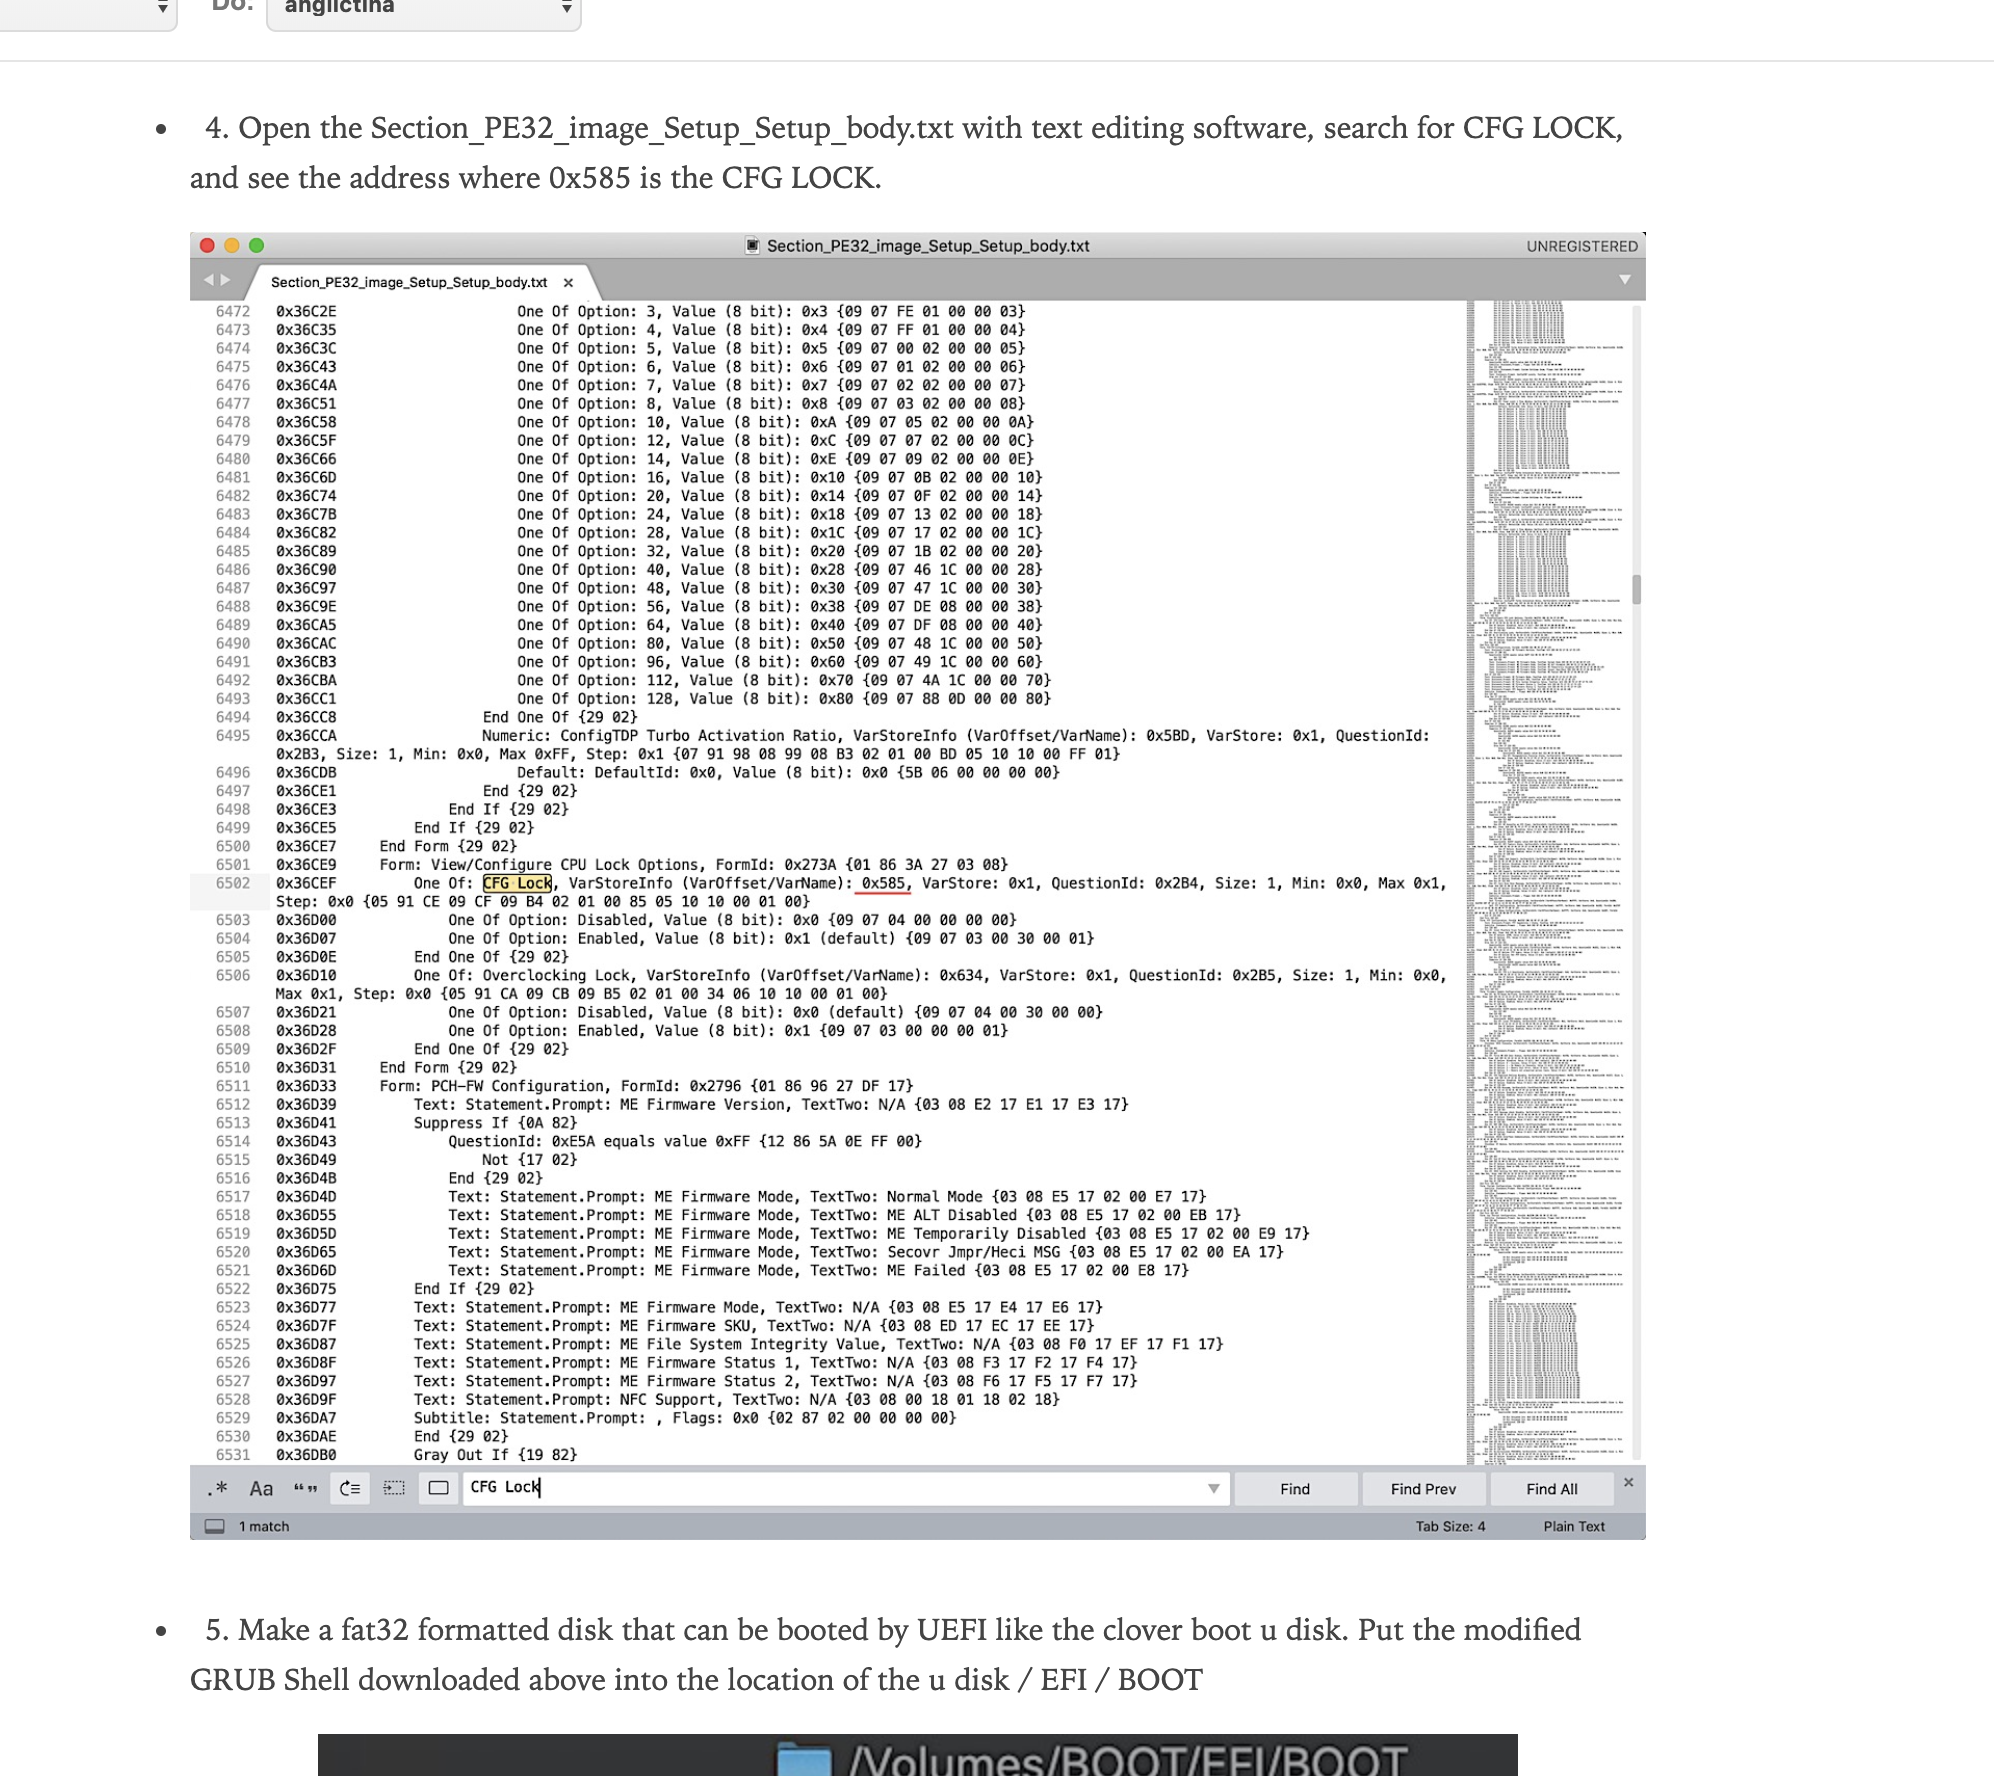 Do:
angličtina
• 4. Open the Section_PE32_image_Setup_Setup_body.txt with text editing software, search for CFG LOCK,
and see the address where 0x585 is the CFG LOCK.
Section_PE32_image_Setup_Setup_body.txt
UNREGISTERED
Section_PE32_image_Setup_Setup_body.txt ×
6472 0x36C2E One Of Option: 3, Value (8 bit): 0x3 {09 07 FE 01 00 00 03}
6473 0x36C35 One Of Option: 4, Value (8 bit): 0x4 {09 07 FF 01 00 00 04}
6474 0x36C3C One Of Option: 5, Value (8 bit): 0x5 {09 07 00 02 00 00 05}
6475 0x36C43 One Of Option: 6, Value (8 bit): 0x6 {09 07 01 02 00 00 06}
6476 0x36C4A One Of Option: 7, Value (8 bit): 0x7 {09 07 02 02 00 00 07}
6477 0x36C51 One Of Option: 8, Value (8 bit): 0x8 {09 07 03 02 00 00 08}
6478 0x36C58 One Of Option: 10, Value (8 bit): 0xA {09 07 05 02 00 00 0A}
6479 0x36C5F One Of Option: 12, Value (8 bit): 0xC {09 07 07 02 00 00 0C}
6480 0x36C66 One Of Option: 14, Value (8 bit): 0xE {09 07 09 02 00 00 0E}
6481 0x36C6D One Of Option: 16, Value (8 bit): 0x10 {09 07 0B 02 00 00 10}
6482 0x36C74 One Of Option: 20, Value (8 bit): 0x14 {09 07 0F 02 00 00 14}
6483 0x36C7B One Of Option: 24, Value (8 bit): 0x18 {09 07 13 02 00 00 18}
6484 0x36C82 One Of Option: 28, Value (8 bit): 0x1C {09 07 17 02 00 00 1C}
6485 0x36C89 One Of Option: 32, Value (8 bit): 0x20 {09 07 1B 02 00 00 20}
6486 0x36C90 One Of Option: 40, Value (8 bit): 0x28 {09 07 46 1C 00 00 28}
6487 0x36C97 One Of Option: 48, Value (8 bit): 0x30 {09 07 47 1C 00 00 30}
6488 0x36C9E One Of Option: 56, Value (8 bit): 0x38 {09 07 DE 08 00 00 38}
6489 0x36CA5 One Of Option: 64, Value (8 bit): 0x40 {09 07 DF 08 00 00 40}
6490 0x36CAC One Of Option: 80, Value (8 bit): 0x50 {09 07 48 1C 00 00 50}
6491 0x36CB3 One Of Option: 96, Value (8 bit): 0x60 {09 07 49 1C 00 00 60}
6492 0x36CBA One Of Option: 112, Value (8 bit): 0x70 {09 07 4A 1C 00 00 70}
6493 0x36CC1 One Of Option: 128, Value (8 bit): 0x80 {09 07 88 0D 00 00 80}
6494 0x36CC8 End One Of {29 02}
6495 0x36CCA Numeric: ConfigTDP Turbo Activation Ratio, VarStoreInfo (VarOffset/VarName): 0x5BD, VarStore: 0x1, QuestionId:
0x2B3, Size: 1, Min: 0x0, Max 0xFF, Step: 0x1 {07 91 98 08 99 08 B3 02 01 00 BD 05 10 10 00 FF 01}
6496 0x36CDB Default: DefaultId: 0x0, Value (8 bit): 0x0 {5B 06 00 00 00 00}
6497 0x36CE1 End {29 02}
6498 0x36CE3 End If {29 02}
6499 0x36CE5 End If {29 02}
6500 0x36CE7 End Form {29 02}
6501 0x36CE9 Form: View/Configure CPU Lock Options, FormId: 0x273A {01 86 3A 27 03 08}
6502 0x36CEF One Of: CFG Lock, VarStoreInfo (VarOffset/VarName): 0x585, VarStore: 0x1, QuestionId: 0x2B4, Size: 1, Min: 0x0, Max 0x1,
Step: 0x0 {05 91 CE 09 CF 09 B4 02 01 00 85 05 10 10 00 01 00}
6503 0x36D00 One Of Option: Disabled, Value (8 bit): 0x0 {09 07 04 00 00 00 00}
6504 0x36D07 One Of Option: Enabled, Value (8 bit): 0x1 (default) {09 07 03 00 30 00 01}
6505 0x36D0E End One Of {29 02}
6506 0x36D10 One Of: Overclocking Lock, VarStoreInfo (VarOffset/VarName): 0x634, VarStore: 0x1, QuestionId: 0x2B5, Size: 1, Min: 0x0,
Max 0x1, Step: 0x0 {05 91 CA 09 CB 09 B5 02 01 00 34 06 10 10 00 01 00}
6507 0x36D21 One Of Option: Disabled, Value (8 bit): 0x0 (default) {09 07 04 00 30 00 00}
6508 0x36D28 One Of Option: Enabled, Value (8 bit): 0x1 {09 07 03 00 00 00 01}
6509 0x36D2F End One Of {29 02}
6510 0x36D31 End Form {29 02}
6511 0x36D33 Form: PCH-FW Configuration, FormId: 0x2796 {01 86 96 27 DF 17}
6512 0x36D39 Text: Statement.Prompt: ME Firmware Version, TextTwo: N/A {03 08 E2 17 E1 17 E3 17}
6513 0x36D41 Suppress If {0A 82}
6514 0x36D43 QuestionId: 0xE5A equals value 0xFF {12 86 5A 0E FF 00}
6515 0x36D49 Not {17 02}
6516 0x36D4B End {29 02}
6517 0x36D4D Text: Statement.Prompt: ME Firmware Mode, TextTwo: Normal Mode {03 08 E5 17 02 00 E7 17}
6518 0x36D55 Text: Statement.Prompt: ME Firmware Mode, TextTwo: ME ALT Disabled {03 08 E5 17 02 00 EB 17}
6519 0x36D5D Text: Statement.Prompt: ME Firmware Mode, TextTwo: ME Temporarily Disabled {03 08 E5 17 02 00 E9 17}
6520 0x36D65 Text: Statement.Prompt: ME Firmware Mode, TextTwo: Secovr Jmpr/Heci MSG {03 08 E5 17 02 00 EA 17}
6521 0x36D6D Text: Statement.Prompt: ME Firmware Mode, TextTwo: ME Failed {03 08 E5 17 02 00 E8 17}
6522 0x36D75 End If {29 02}
6523 0x36D77 Text: Statement.Prompt: ME Firmware Mode, TextTwo: N/A {03 08 E5 17 E4 17 E6 17}
6524 0x36D7F Text: Statement.Prompt: ME Firmware SKU, TextTwo: N/A {03 08 ED 17 EC 17 EE 17}
6525 0x36D87 Text: Statement.Prompt: ME File System Integrity Value, TextTwo: N/A {03 08 F0 17 EF 17 F1 17}
6526 0x36D8F Text: Statement.Prompt: ME Firmware Status 1, TextTwo: N/A {03 08 F3 17 F2 17 F4 17}
6527 0x36D97 Text: Statement.Prompt: ME Firmware Status 2, TextTwo: N/A {03 08 F6 17 F5 17 F7 17}
6528 0x36D9F Text: Statement.Prompt: NFC Support, TextTwo: N/A {03 08 00 18 01 18 02 18}
6529 0x36DA7 Subtitle: Statement.Prompt: , Flags: 0x0 {02 87 02 00 00 00 00}
6530 0x36DAE End {29 02}
6531 0x36DB0 Gray Out If {19 82}
.* Aa “” CFG Lock Find Find Prev Find All ×
1 match Tab Size: 4 Plain Text
• 5. Make a fat32 formatted disk that can be booted by UEFI like the clover boot u disk. Put the modified
GRUB Shell downloaded above into the location of the u disk / EFI / BOOT
/Volumes/BOOT/EFI/BOOT